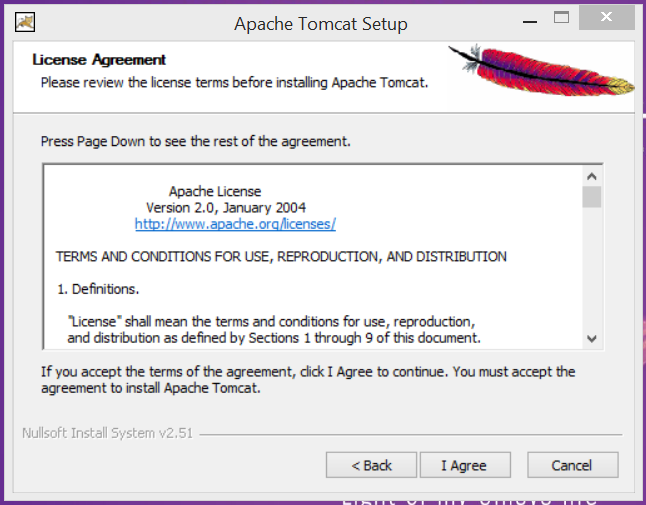 Apache Tomcat Setup
License Agreement
Please review the license terms before installing Apache Tomcat.
Press Page Down to see the rest of the agreement.
Apache License
Version 2.0, January 2004
http://www.apache.org/licenses/
TERMS AND CONDITIONS FOR USE, REPRODUCTION, AND DISTRIBUTION
1. Definitions.
"License" shall mean the terms and conditions for use, reproduction,
and distribution as defined by Sections 1 through 9 of this document.
If you accept the terms of the agreement, click I Agree to continue. You must accept the
agreement to install Apache Tomcat.
Nullsoft Install System v2.51
< Back
I Agree
Cancel